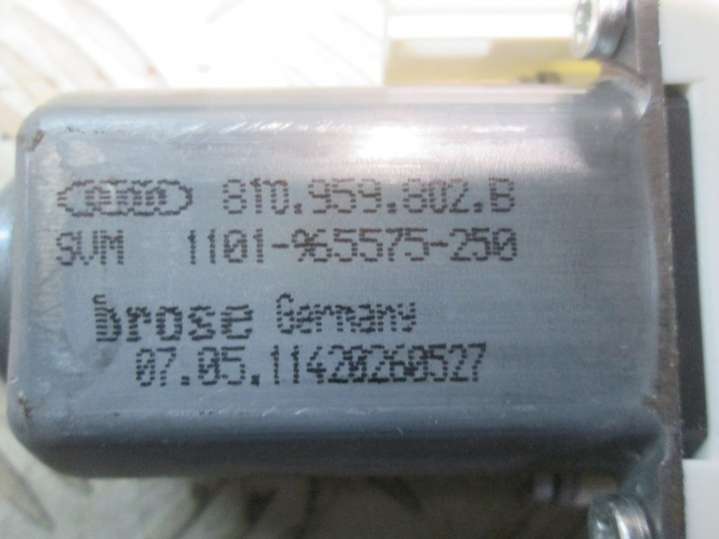 8T0.959.802.B
SVM 1101-965575-250
brose Germany
07.05.11420260527